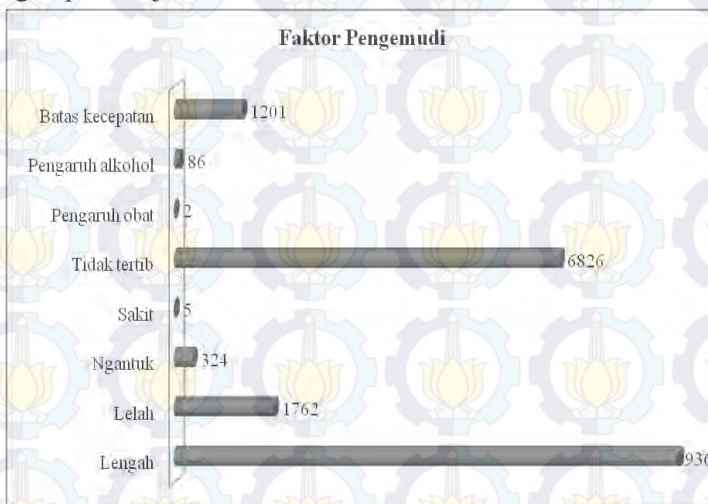 Faktor Pengemudi
Batas kecepatan 1201
Pengaruh alkohol 86
Pengaruh obat 2
Tidak tertib 6826
Sakit 5
Ngantuk 324
Lelah 1762
Lengah 936